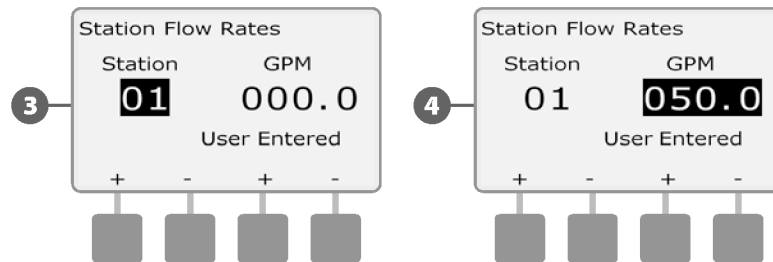 Station Flow Rates
Station GPM
3
01 000.0
User Entered
+ - + -
Station Flow Rates
Station GPM
4
01 050.0
User Entered
+ - + -